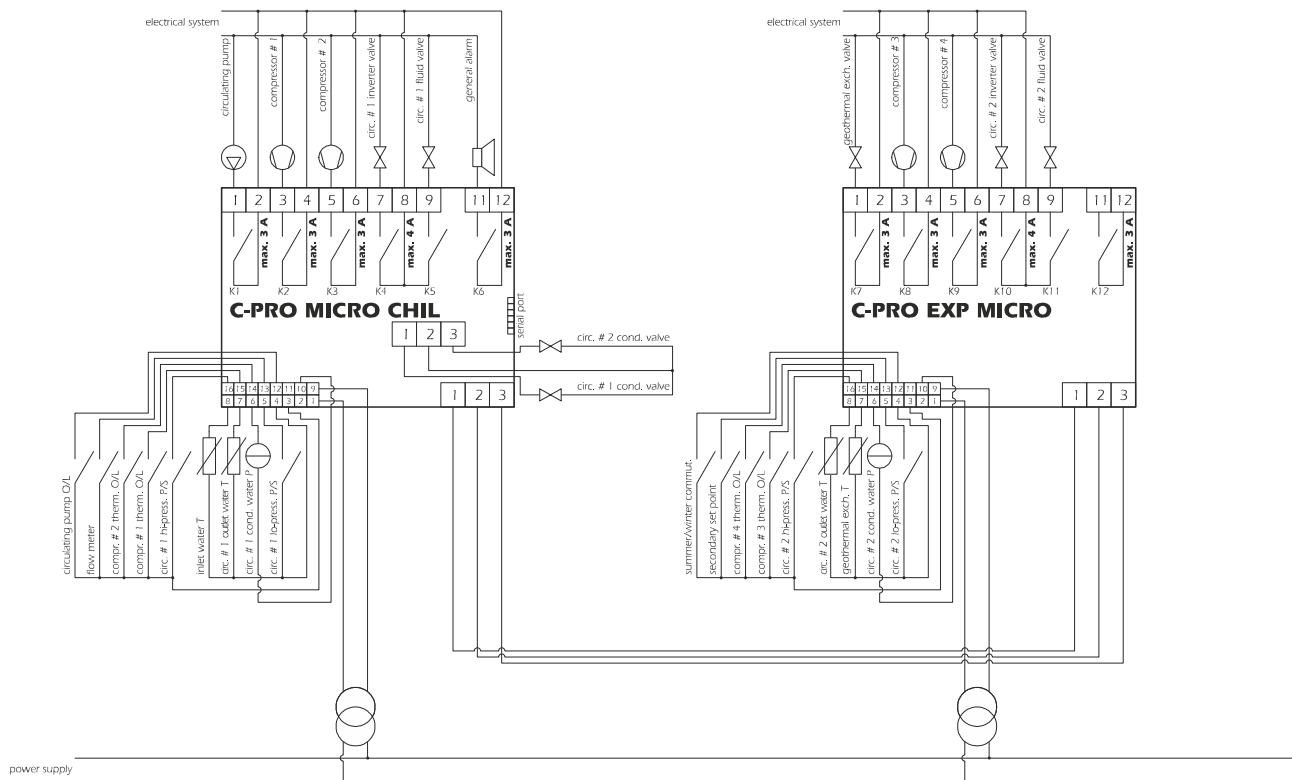 electrical system
electrical system
circulating pump
compressor # 1
compressor # 2
circ. # 1 inverter valve
circ. # 1 fluid valve
general alarm
geothermal exch. valve
compressor # 3
compressor # 4
circ. # 2 inverter valve
circ. # 2 fluid valve
1 2 3 4 5 6 7 8 9 11 12
1 2 3 4 5 6 7 8 9 11 12
max. 3 A
max. 3 A
max. 3 A
max. 4 A
max. 3 A
max. 3 A
max. 3 A
max. 3 A
max. 4 A
max. 3 A
K1 K2 K3 K4 K5 K6
K7 K8 K9 K10 K11 K12
C-PRO MICRO CHIL
C-PRO EXP MICRO
serial port
1 2 3
circ. # 2 cond. valve
circ. # 1 cond. valve
16 15 14 13 12 11 10 9
8 7 6 5 4 3 2 1
1 2 3
16 15 14 13 12 11 10 9
8 7 6 5 4 3 2 1
1 2 3
circulating pump O/L
flow meter
compr. # 2 therm. O/L
compr. # 1 therm. O/L
circ. # 1 hi-press. P/S
inlet water T
circ. # 1 outlet water T
circ. # 1 cond. water P
circ. # 1 lo-press. P/S
summer/winter commut.
secondary set point
compr. # 4 therm. O/L
compr. # 3 therm. O/L
circ. # 2 hi-press. P/S
circ. # 2 outlet water T
geothermal exch. T
circ. # 2 cond. water P
circ. # 2 lo-press. P/S
power supply